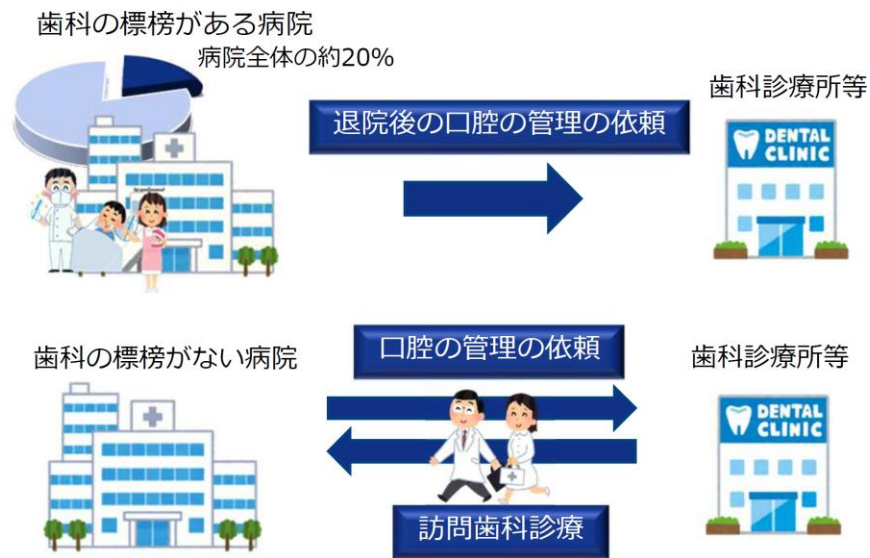 歯科の標榜がある病院
病院全体の約20%
退院後の口腔の管理の依頼
歯科診療所等
DENTAL
CLINIC
歯科の標榜がない病院
口腔の管理の依頼
訪問歯科診療
歯科診療所等
DENTAL
CLINIC